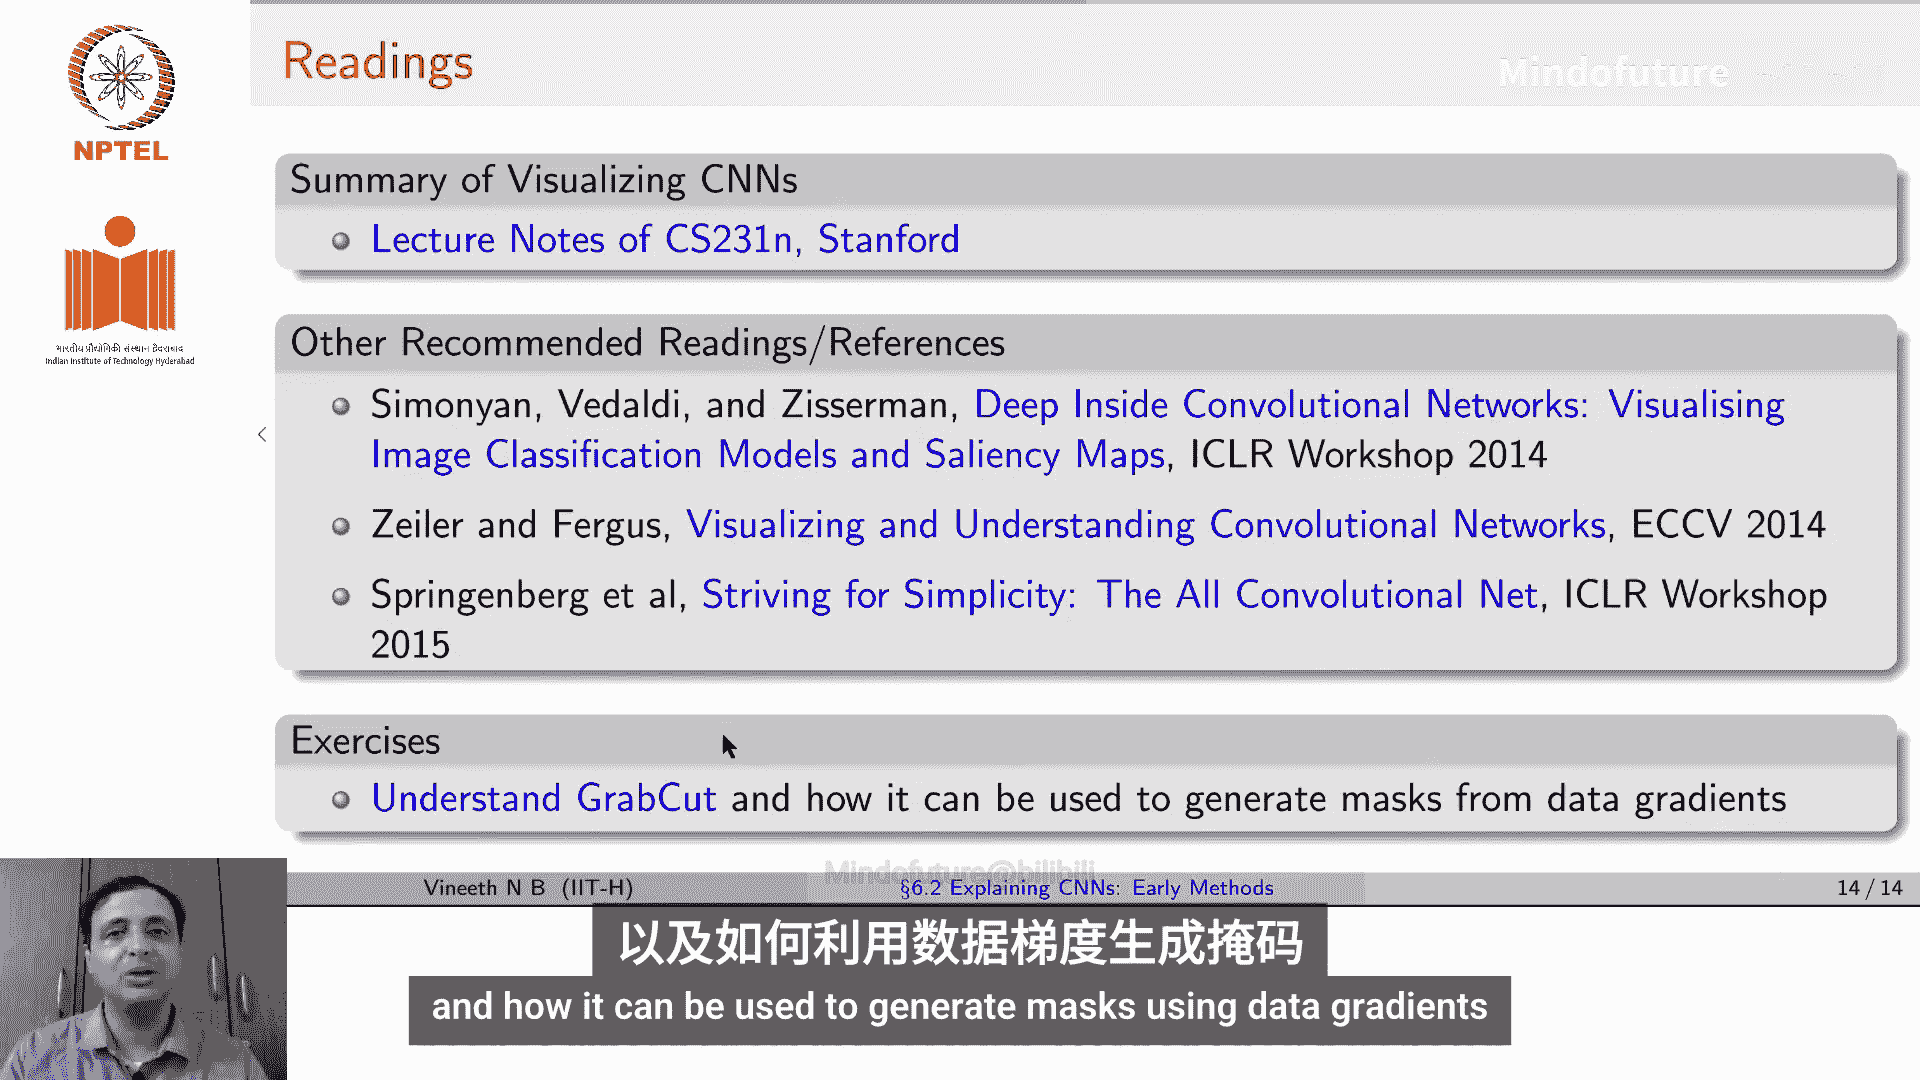 Readings
Mindofuture
NPTEL
Summary of Visualizing CNNs
Lecture Notes of CS231n, Stanford
भारतीय प्रौद्योगिकी संस्थान हैदराबाद
Indian Institute of Technology Hyderabad
Other Recommended Readings/References
Simonyan, Vedaldi, and Zisserman, Deep Inside Convolutional Networks: Visualising
Image Classification Models and Saliency Maps, ICLR Workshop 2014
Zeiler and Fergus, Visualizing and Understanding Convolutional Networks, ECCV 2014
Springenberg et al, Striving for Simplicity: The All Convolutional Net, ICLR Workshop
2015
Exercises
Understand GrabCut and how it can be used to generate masks from data gradients
Mindofuture@bilibili
Vineeth N B (IIT-H) §6.2 Explaining CNNs: Early Methods 14 / 14
以及如何利用数据梯度生成掩码
and how it can be used to generate masks using data gradients